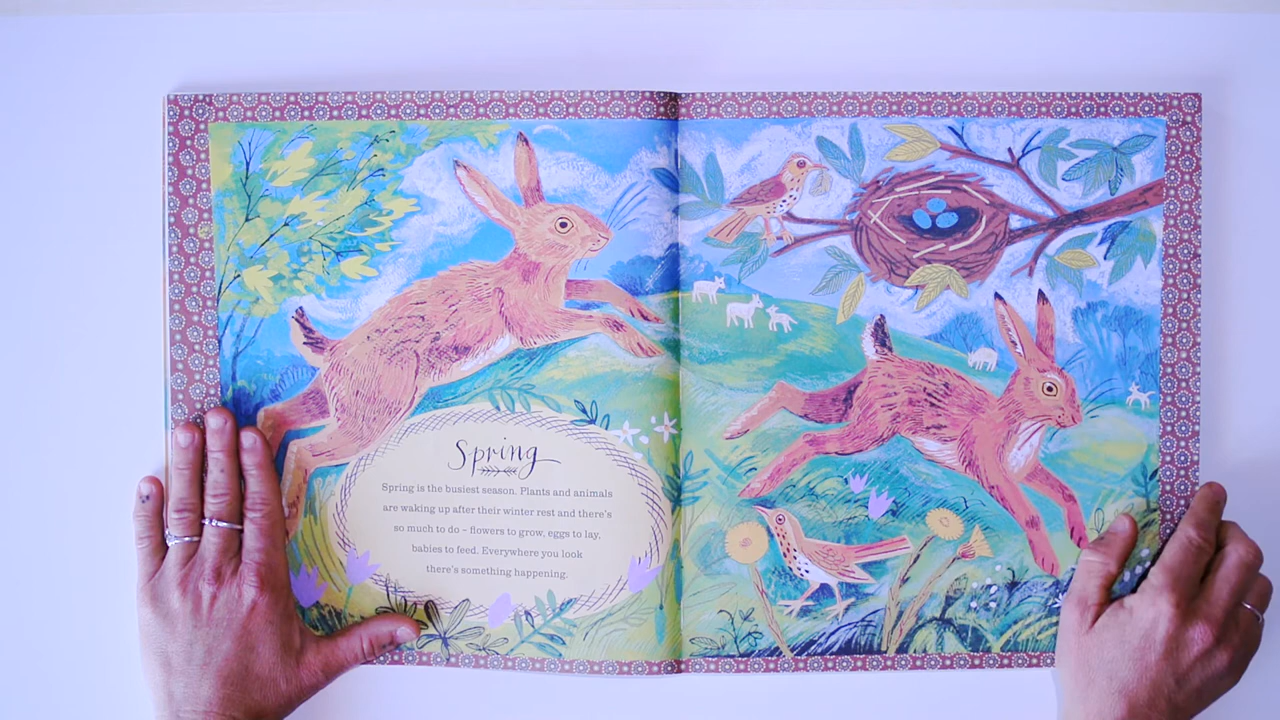 Spring
Spring is the busiest season. Plants and animals
are waking up after their winter rest and there's
so much to do – flowers to grow, eggs to lay,
babies to feed. Everywhere you look
there's something happening.